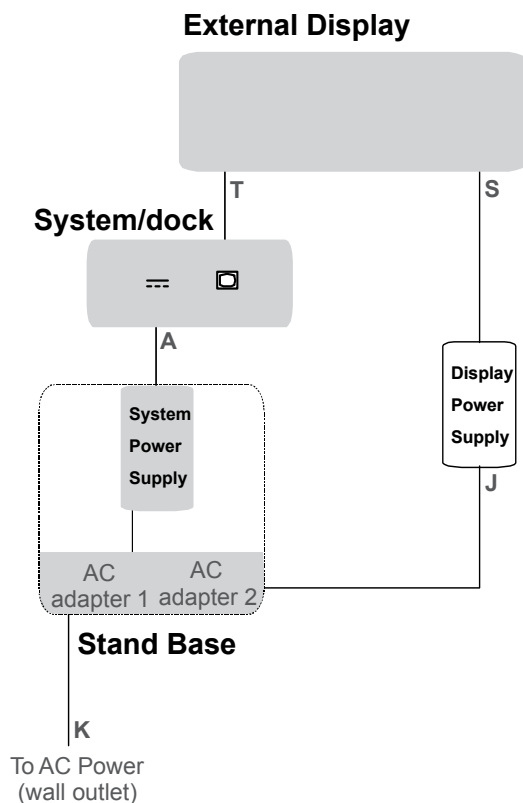 External Display
T
S
System/dock
A
Display
Power
Supply
System
Power
Supply
J
AC
adapter 1
AC
adapter 2
Stand Base
K
To AC Power
(wall outlet)